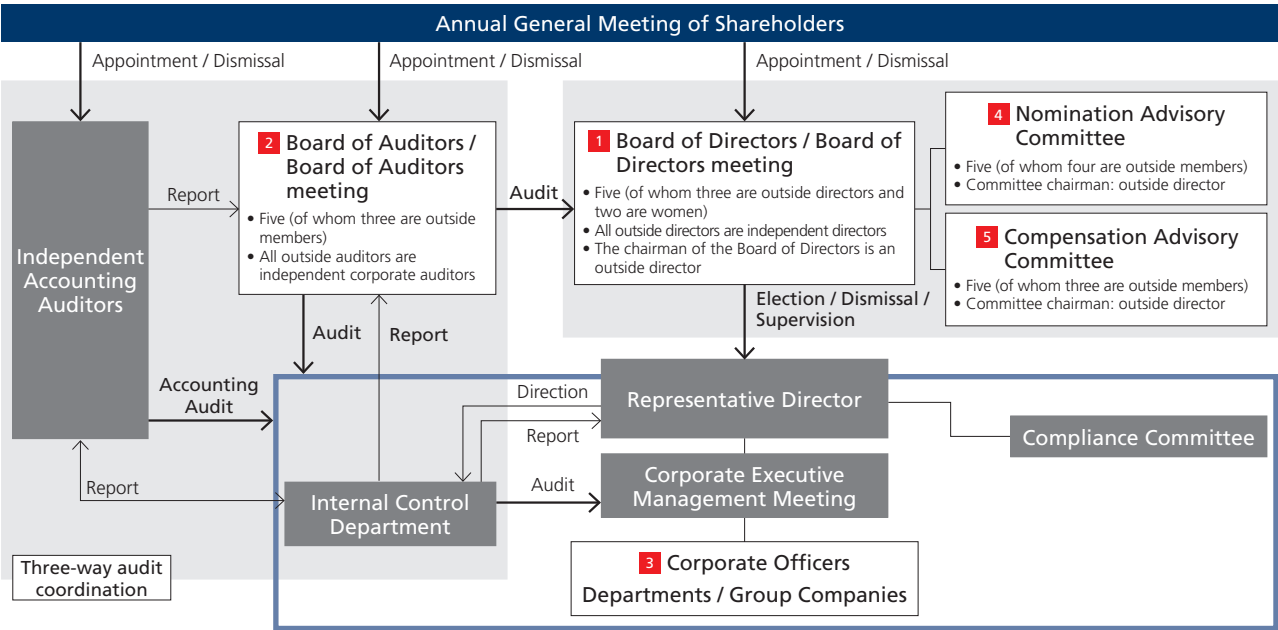 Annual General Meeting of Shareholders
Appointment / Dismissal
Appointment / Dismissal
Appointment / Dismissal
Independent
Accounting
Auditors
Report
2 Board of Auditors /
Board of Auditors
meeting
• Five (of whom three are outside
members)
• All outside auditors are
independent corporate auditors
Audit
1 Board of Directors / Board of
Directors meeting
• Five (of whom three are outside directors and
two are women)
• All outside directors are independent directors
• The chairman of the Board of Directors is an
outside director
4 Nomination Advisory
Committee
• Five (of whom four are outside members)
• Committee chairman: outside director
5 Compensation Advisory
Committee
• Five (of whom three are outside members)
• Committee chairman: outside director
Audit
Report
Election / Dismissal /
Supervision
Accounting
Audit
Direction
Report
Representative Director
Compliance Committee
Report
Internal Control
Department
Audit
Corporate Executive
Management Meeting
Three-way audit
coordination
3 Corporate Officers
Departments / Group Companies